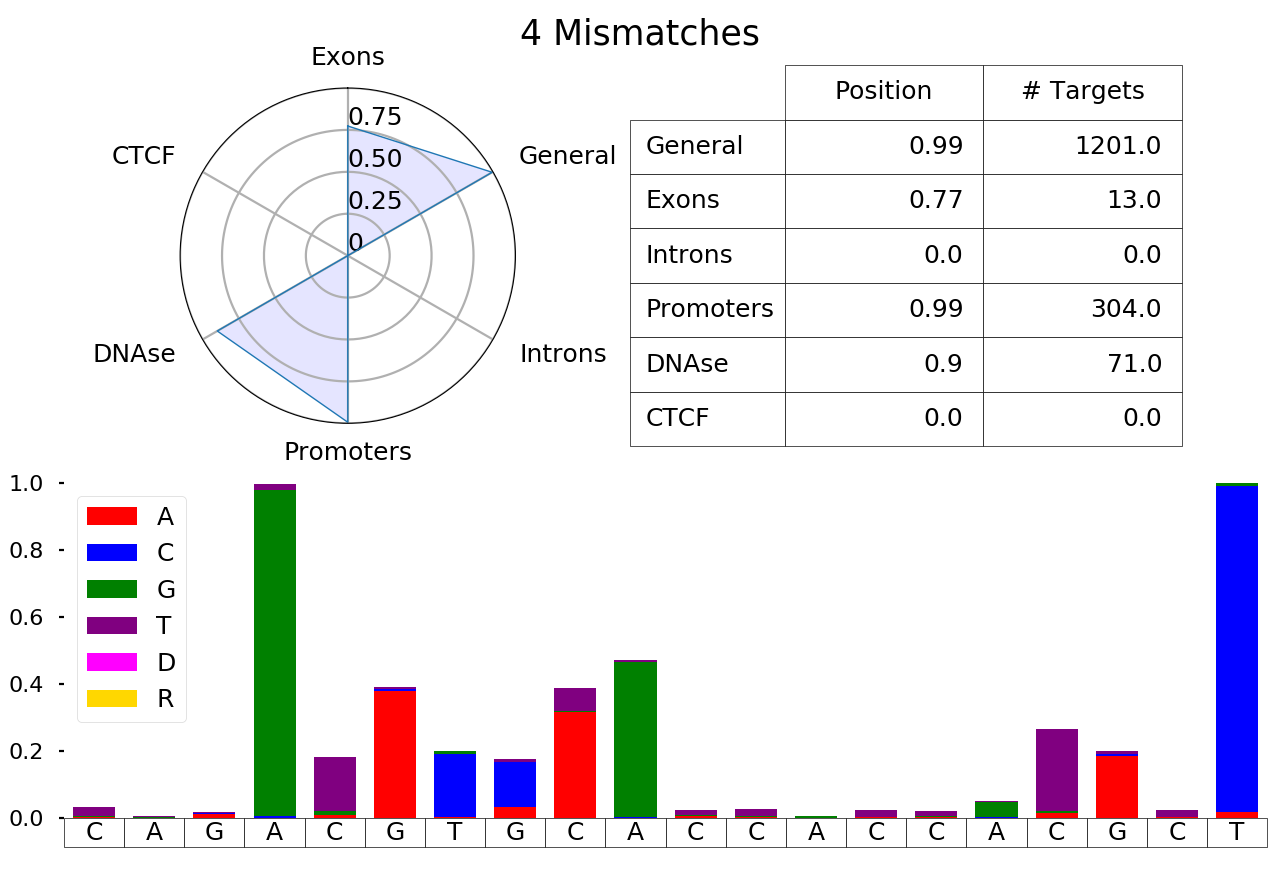 4 Mismatches
Exons
General
CTCF
0.75
0.50
0.25
0
DNAse
Introns
Promoters
Position # Targets
General 0.99 1201.0
Exons 0.77 13.0
Introns 0.0 0.0
Promoters 0.99 304.0
DNAse 0.9 71.0
CTCF 0.0 0.0
1.0
0.8
0.6
0.4
0.2
0.0
A
C
G
T
D
R
C A G A C G T G C A C C A C C A C G C T